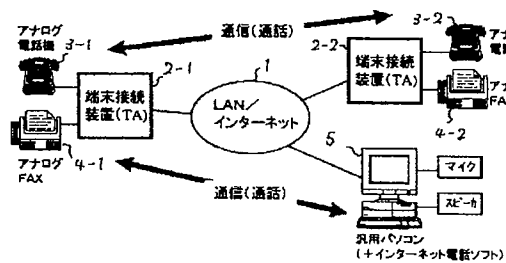 アナログ
電話機
3-1
通信(通話)
3-2
2-1
端末接続
装置(TA)
アナログ
FAX
4-1
1
LAN/
インターネット
2-2
端末接続
装置(TA)
4-2
5
マイク
スピーカ
通信(通話)
汎用パソコン
(+インターネット電話ソフト)